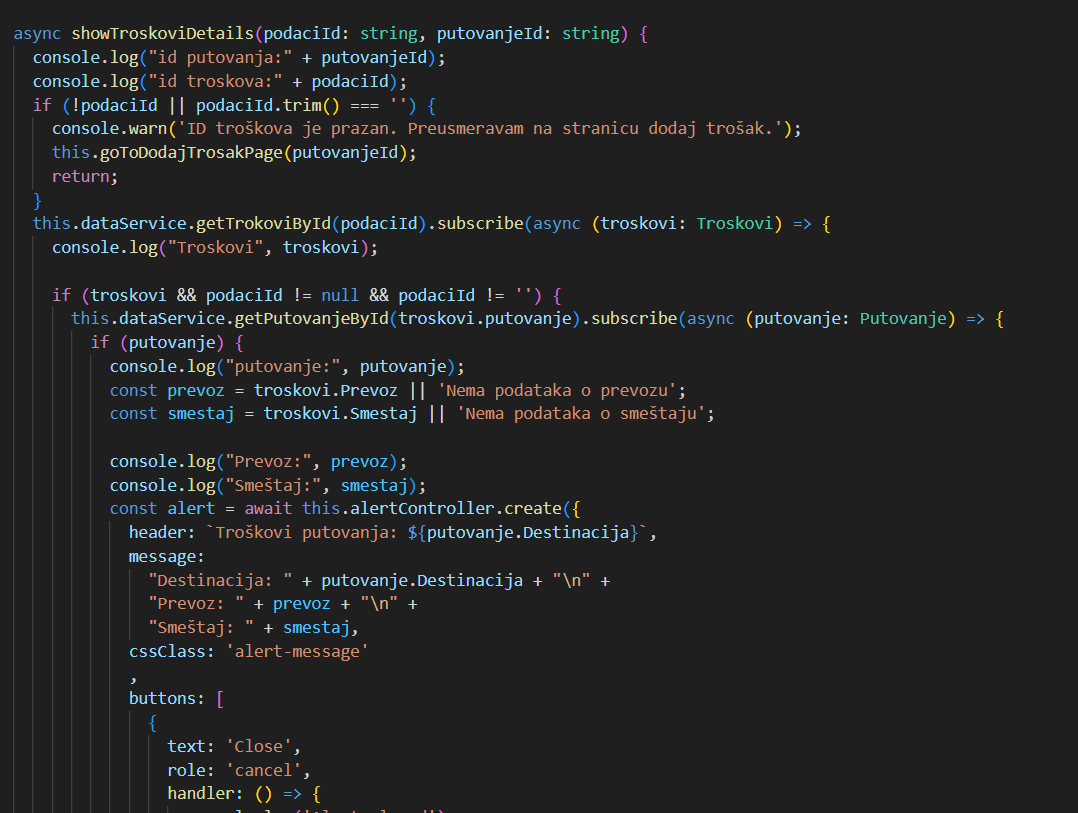 async showTroskoviDetails(podaciId: string, putovanjeId: string) {
console.log("id putovanja:" + putovanjeId);
console.log("id troskova:" + podaciId);
if (!podaciId || podaciId.trim() === '') {
console.warn('ID troškova je prazan. Preusmeravam na stranicu dodaj trošak.');
this.goToDodajTrosakPage(putovanjeId);
return;
}
this.dataService.getTrokoviById(podaciId).subscribe(async (troskovi: Troskovi) => {
console.log("Troskovi", troskovi);
if (troskovi && podaciId != null && podaciId != '') {
this.dataService.getPutovanjeById(troskovi.putovanje).subscribe(async (putovanje: Putovanje) => {
if (putovanje) {
console.log("putovanje:", putovanje);
const prevoz = troskovi.Prevoz || 'Nema podataka o prevozu';
const smestaj = troskovi.Smestaj || 'Nema podataka o smeštaju';
console.log("Prevoz:", prevoz);
console.log("Smeštaj:", smestaj);
const alert = await this.alertController.create({
header: `Troškovi putovanja: ${putovanje.Destinacija}`,
message:
"Destinacija: " + putovanje.Destinacija + "\n" +
"Prevoz: " + prevoz + "\n" +
"Smeštaj: " + smestaj,
cssClass: 'alert-message'
,
buttons: [
{
text: 'Close',
role: 'cancel',
handler: () => {